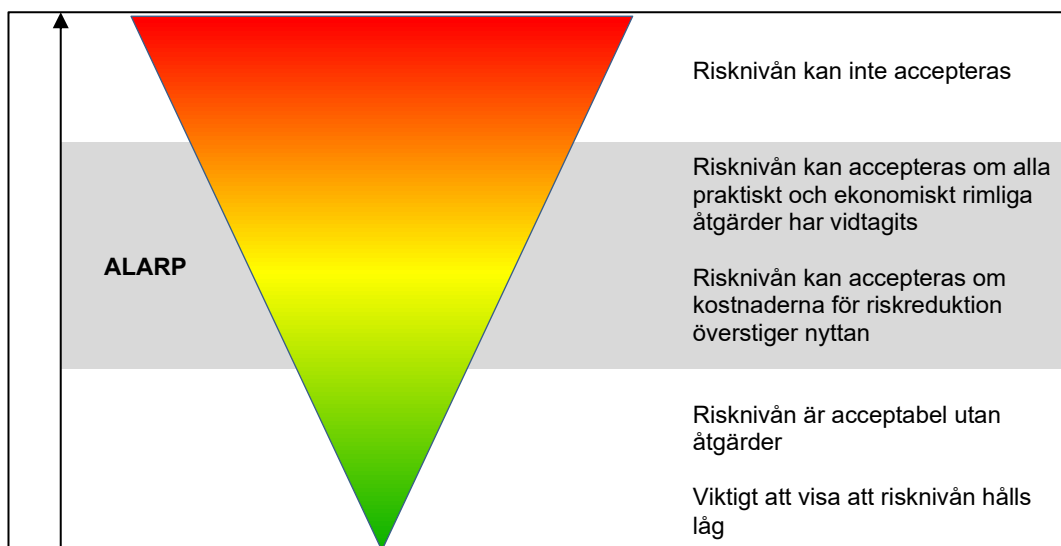 Risknivån kan inte accepteras
Risknivån kan accepteras om alla
praktiskt och ekonomiskt rimliga
åtgärder har vidtagits
ALARP
Risknivån kan accepteras om
kostnaderna för riskreduktion
överstiger nyttan
Risknivån är acceptabel utan
åtgärder
Viktigt att visa att risknivån hålls
låg